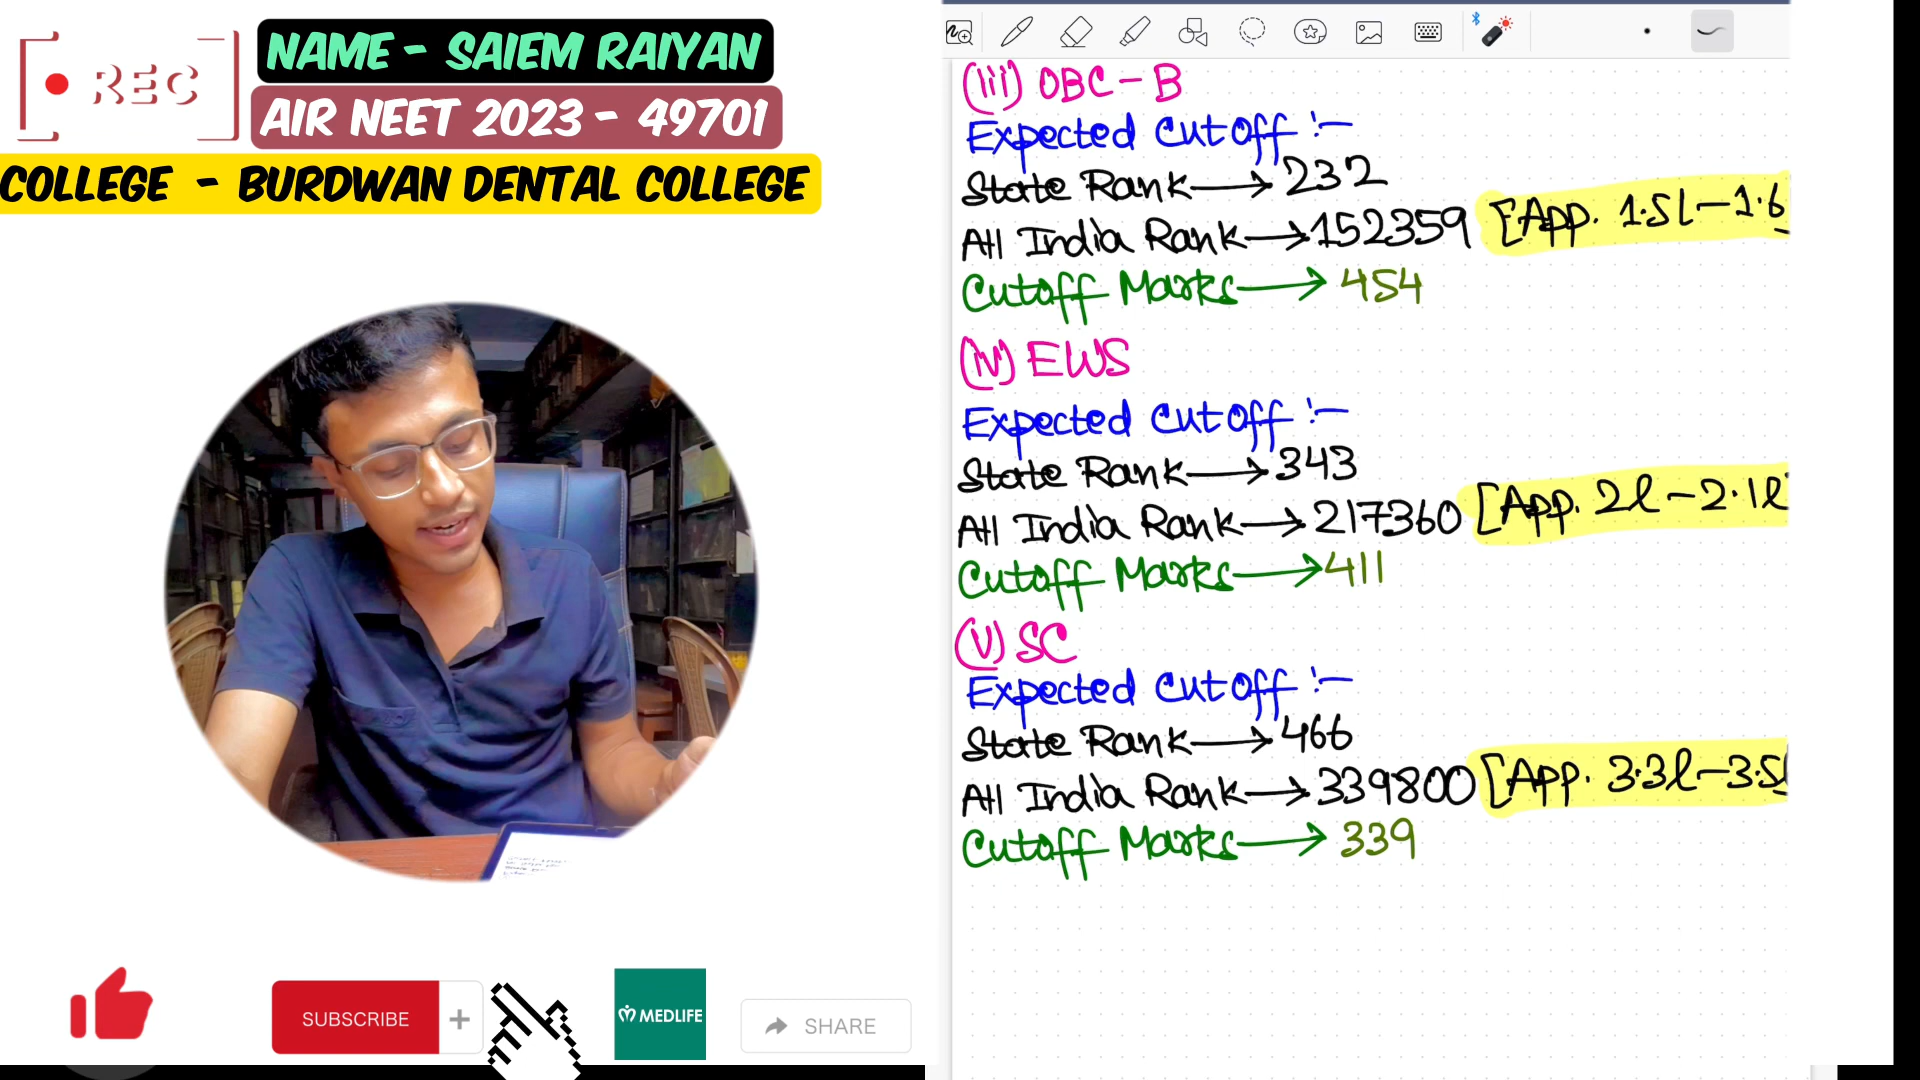 REC
NAME - SAIEM RAIYAN
AIR NEET 2023 - 49701
COLLEGE - BURDWAN DENTAL COLLEGE
SUBSCRIBE +
MEDLIFE
SHARE
(iii) OBC-B
Expected Cutoff :-
State Rank → 232
All India Rank → 152359 [App. 1.5l-1.6
Cutoff Marks → 454
(iv) EWS
Expected Cutoff :-
State Rank → 343
All India Rank → 217360 [App. 2l-2.1l
Cutoff Marks → 411
(v) SC
Expected Cutoff :-
State Rank → 466
All India Rank → 339800 [App. 3.3l-3.5l
Cutoff Marks → 339